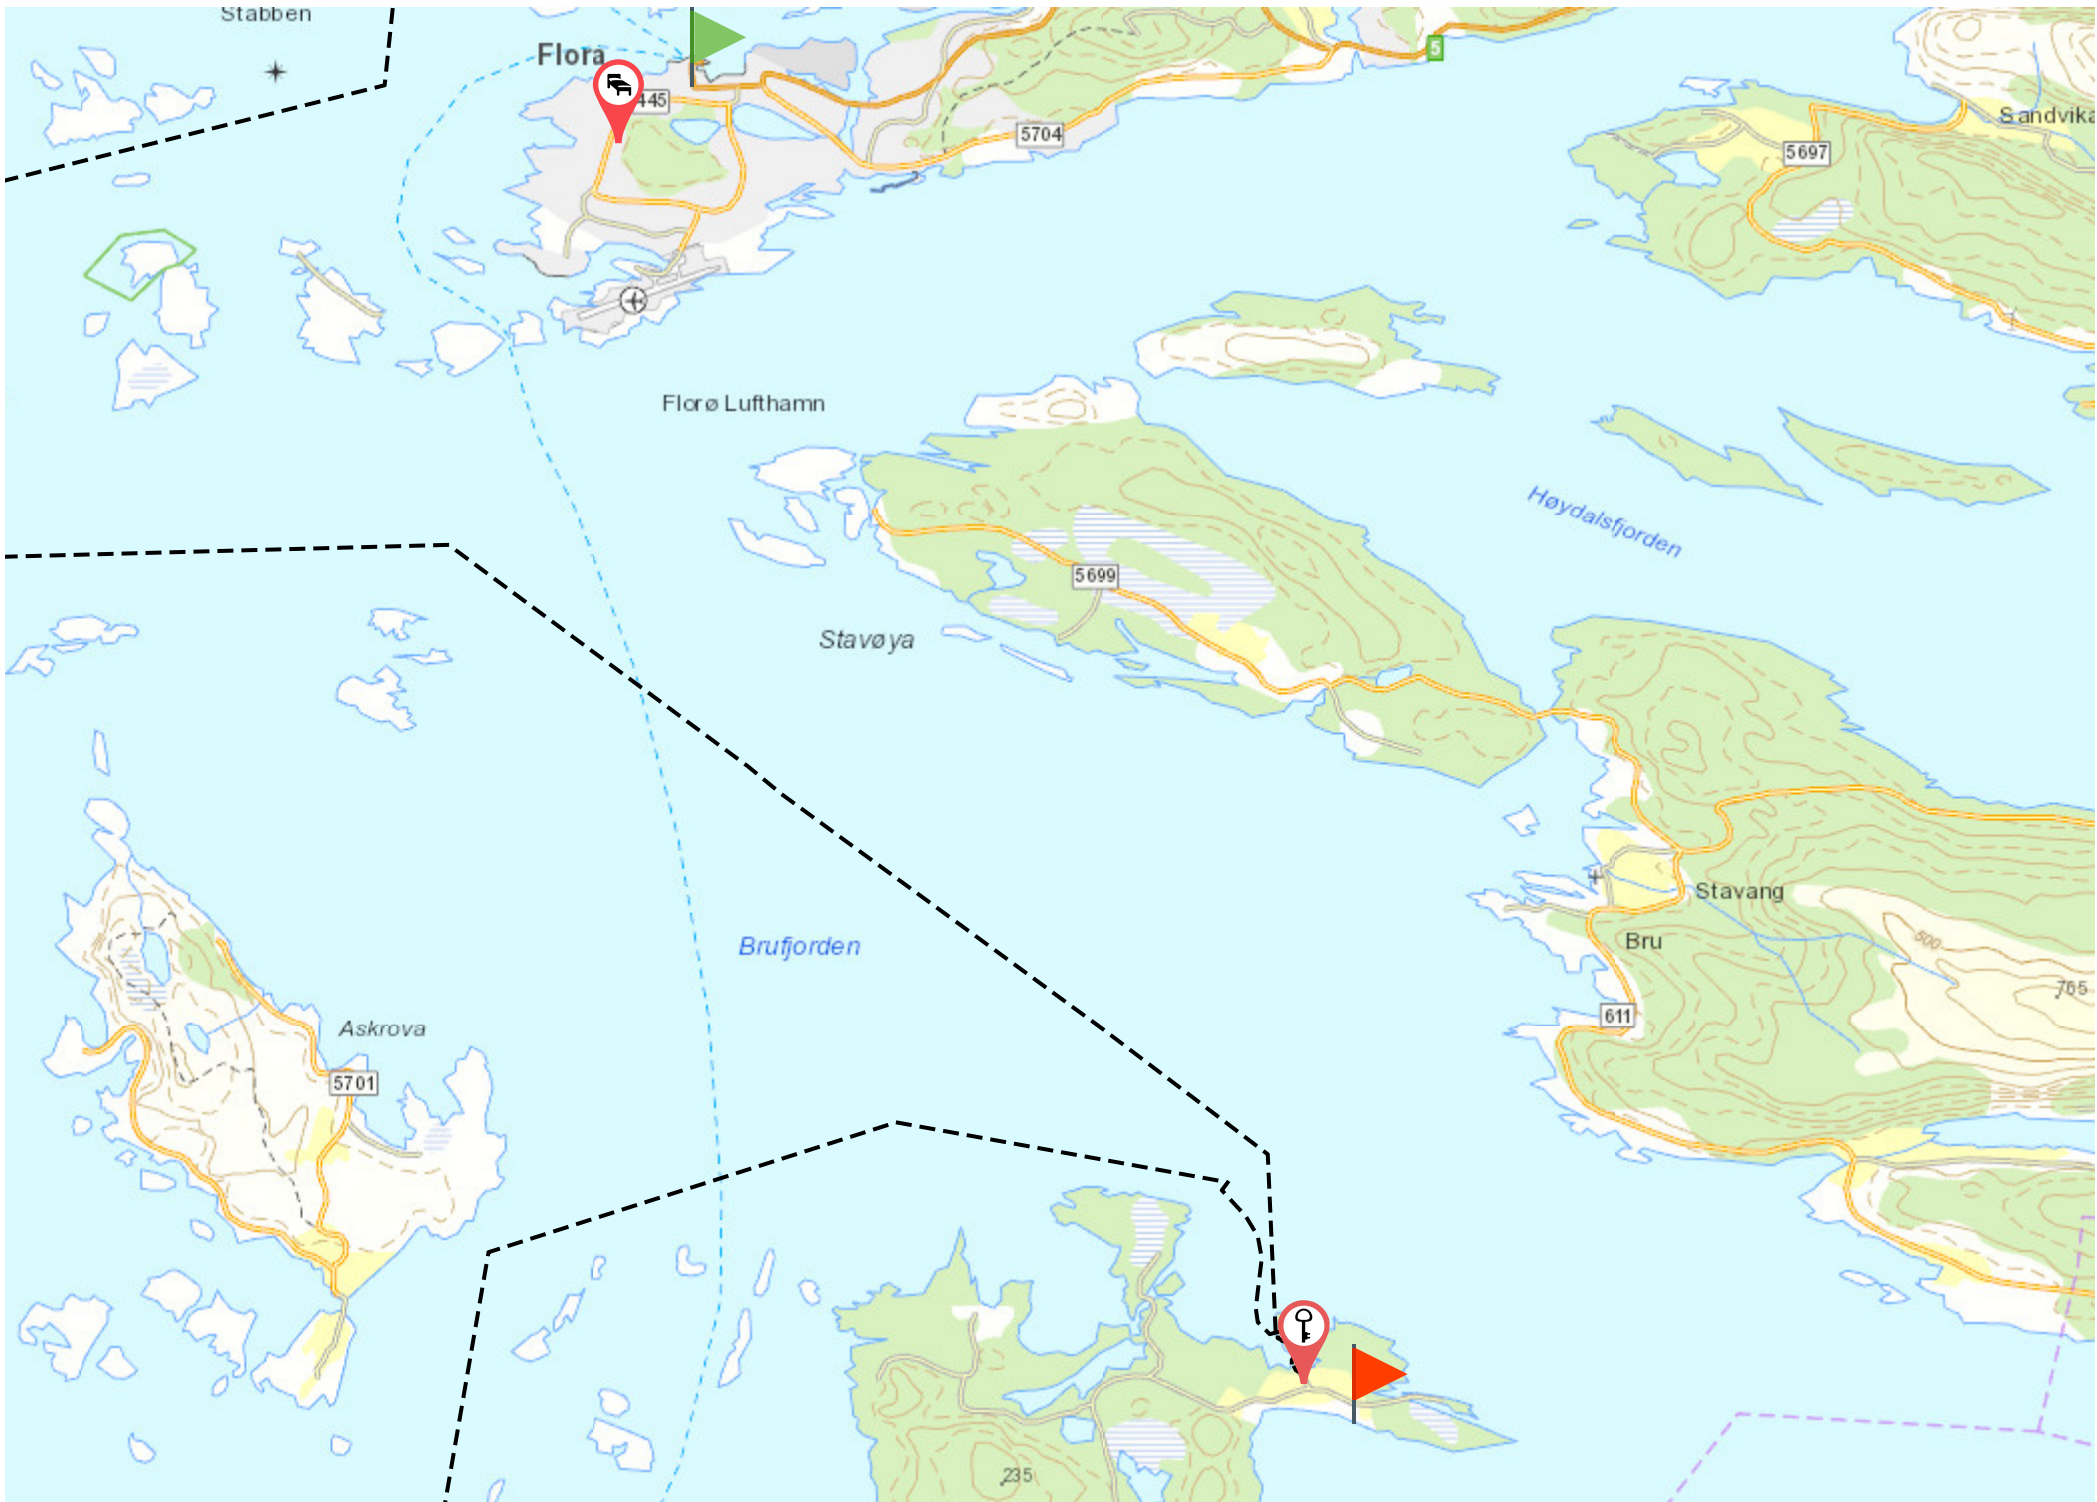 Stabben
Flora
5
445
5704
Sandvika
5697
Florø Lufthamn
Høydalsfjorden
5699
Stavøya
Stavang
Bru
Brufjorden
500
765
611
Askrova
5701
235